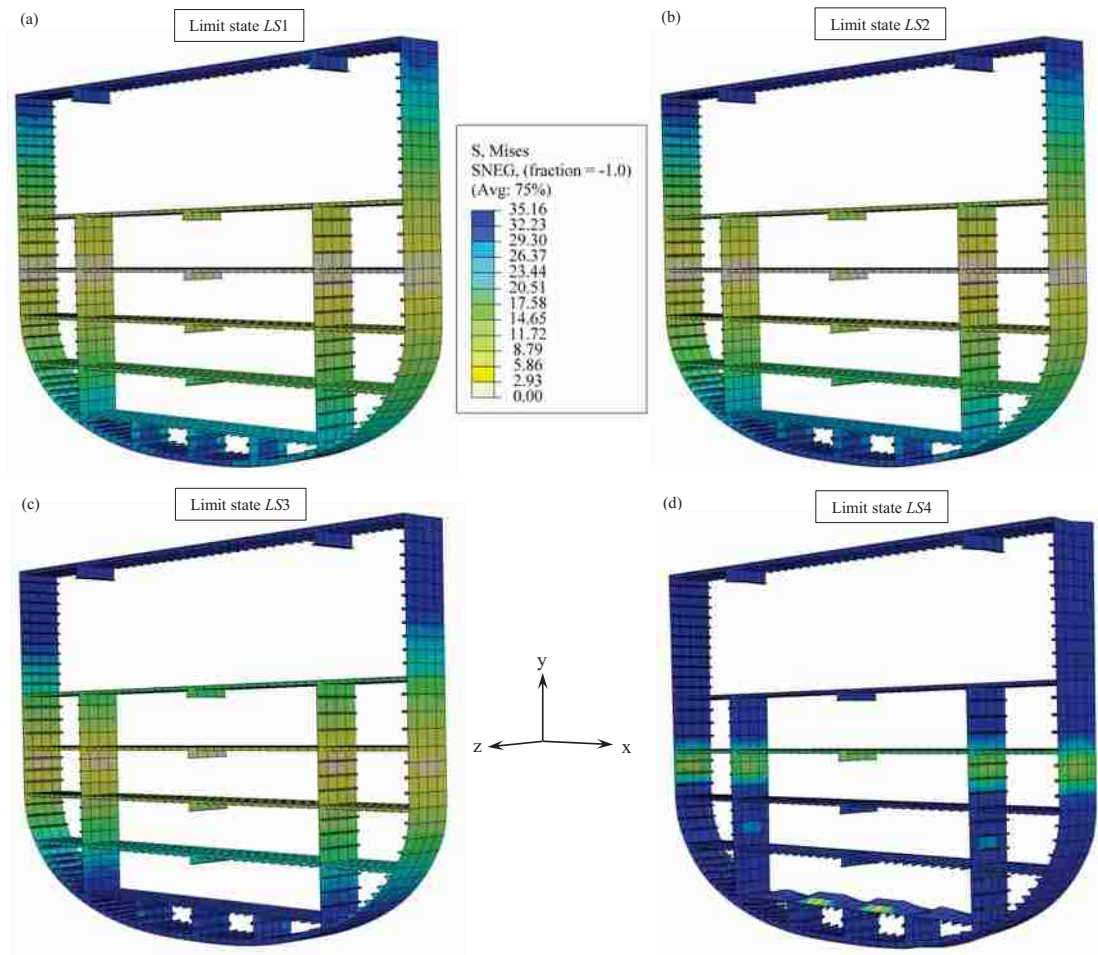 (a)
Limit state LS1
(b)
Limit state LS2
S, Mises
SNEG, (fraction = -1.0)
(Avg: 75%)
35.16
32.23
29.30
26.37
23.44
20.51
17.58
14.65
11.72
8.79
5.86
2.93
0.00
(c)
Limit state LS3
(d)
Limit state LS4
y
z
x